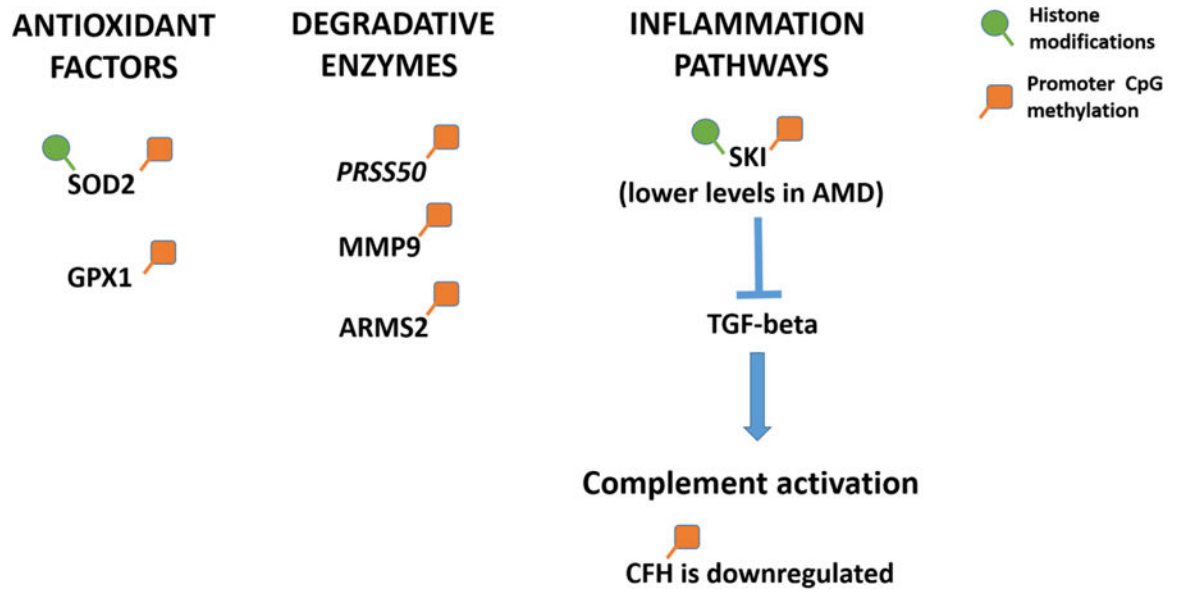 ANTIOXIDANT
FACTORS
SOD2
GPX1
DEGRADATIVE
ENZYMES
PRSS50
MMP9
ARMS2
INFLAMMATION
PATHWAYS
SKI
(lower levels in AMD)
TGF-beta
Complement activation
CFH is downregulated
Histone
modifications
Promoter CpG
methylation